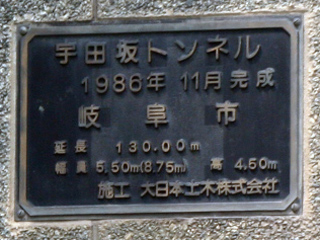 宇田坂トンネル
1986年 11月 完成
岐阜市
延長 130.00m
幅員 5.50m(8.75m) 高 4.60m
施工 大日本土木株式会社